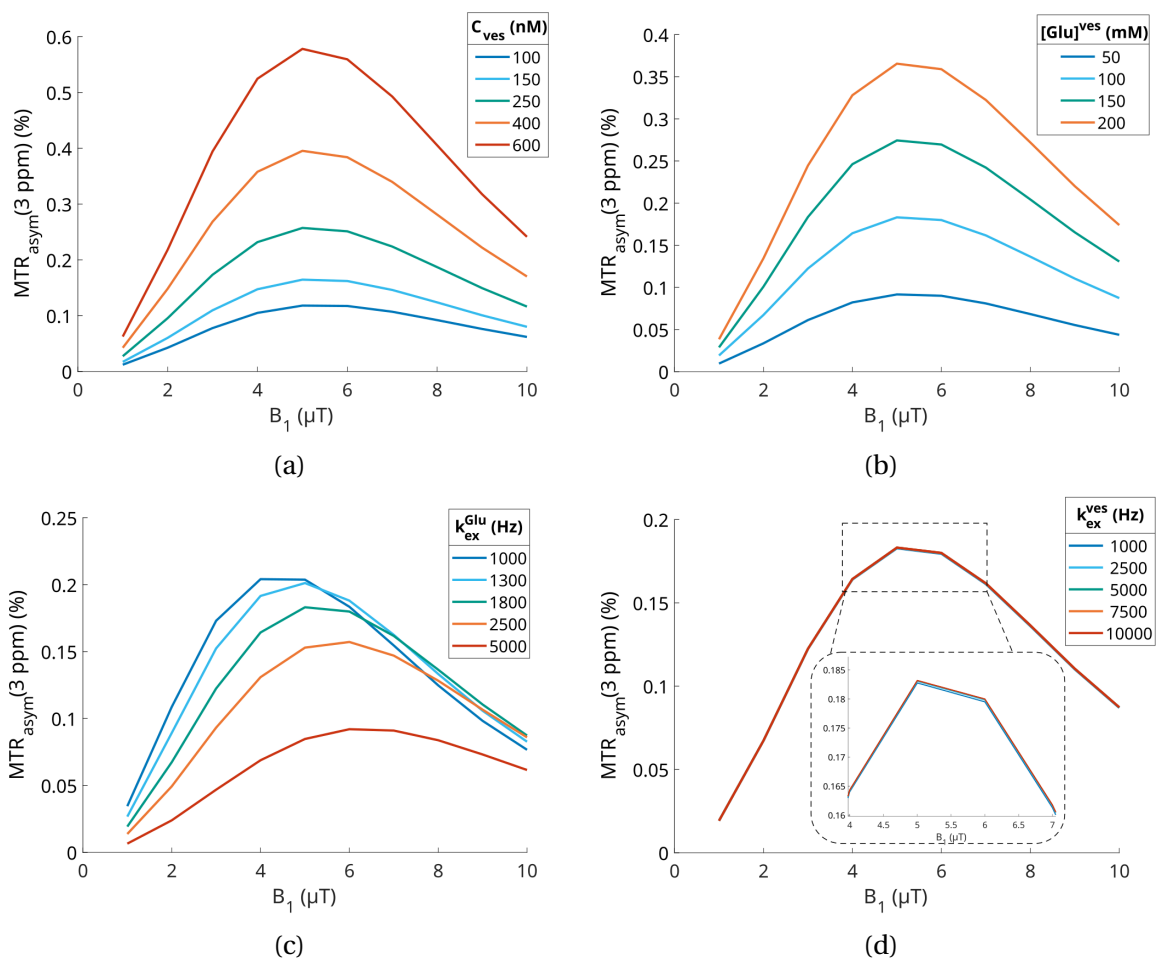 C_ves (nM)
100
150
250
400
600
0.6
0.5
0.4
0.3
0.2
0.1
0
MTR_asym(3 ppm) (%)
0 2 4 6 8 10
B_1 (µT)
(a)
[Glu]^ves (mM)
50
100
150
200
0.4
0.35
0.3
0.25
0.2
0.15
0.1
0.05
0
MTR_asym(3 ppm) (%)
0 2 4 6 8 10
B_1 (µT)
(b)
k_ex^Glu (Hz)
1000
1300
1800
2500
5000
0.25
0.2
0.15
0.1
0.05
0
MTR_asym(3 ppm) (%)
0 2 4 6 8 10
B_1 (µT)
(c)
k_ex^ves (Hz)
1000
2500
5000
7500
10000
0.2
0.15
0.1
0.05
0
MTR_asym(3 ppm) (%)
0.185
0.18
0.175
0.17
0.165
0.16
4 4.5 5 5.5 6 6.5 7
B_1 (µT)
0 2 4 6 8 10
B_1 (µT)
(d)